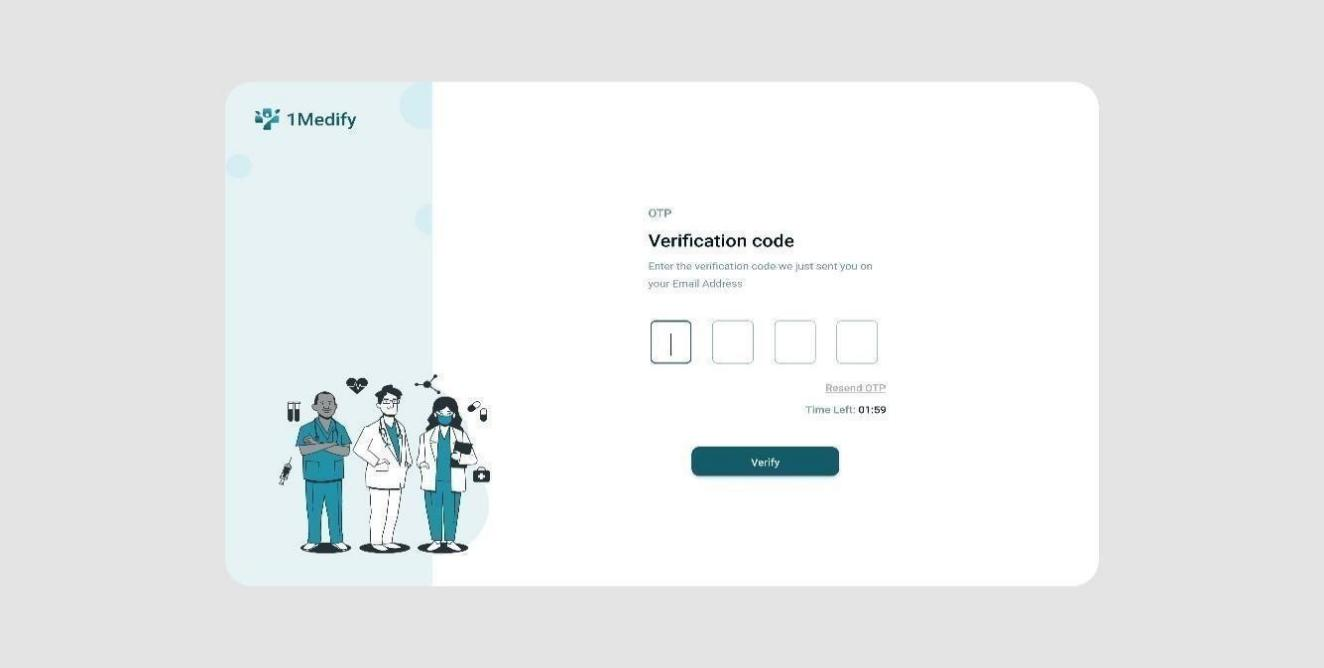 1Medify
OTP
Verification code
Enter the verification code we just sent you on
your Email Address
Resend OTP
Time Left: 01:59
Verify